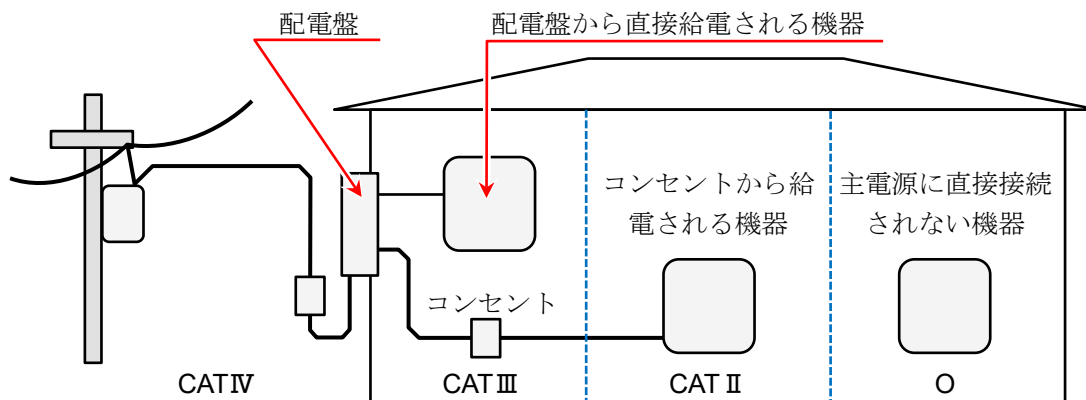 配電盤
配電盤から直接給電される機器
コンセントから給
電される機器
主電源に直接接続
されない機器
コンセント
CATⅣ
CATⅢ
CATⅡ
O